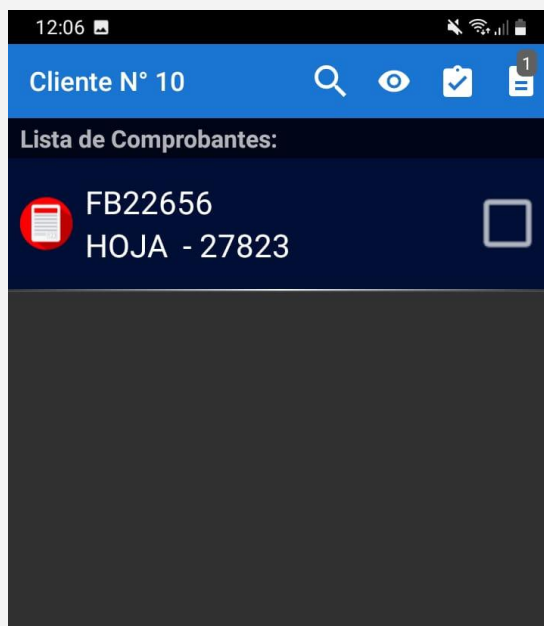 12:06
Cliente N° 10
1
Lista de Comprobantes:
FB22656
HOJA - 27823